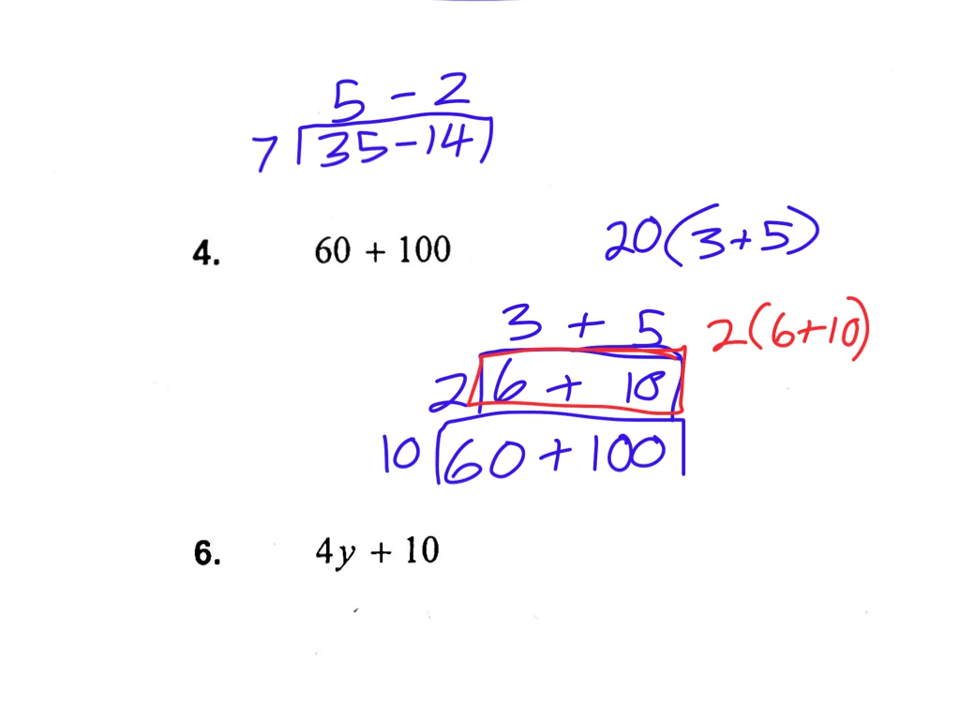 5 - 2
7 35 - 14
4. 60 + 100 20(3+5)
3 + 5 2(6+10)
2 6 + 10
10 60 + 100
6. 4y + 10